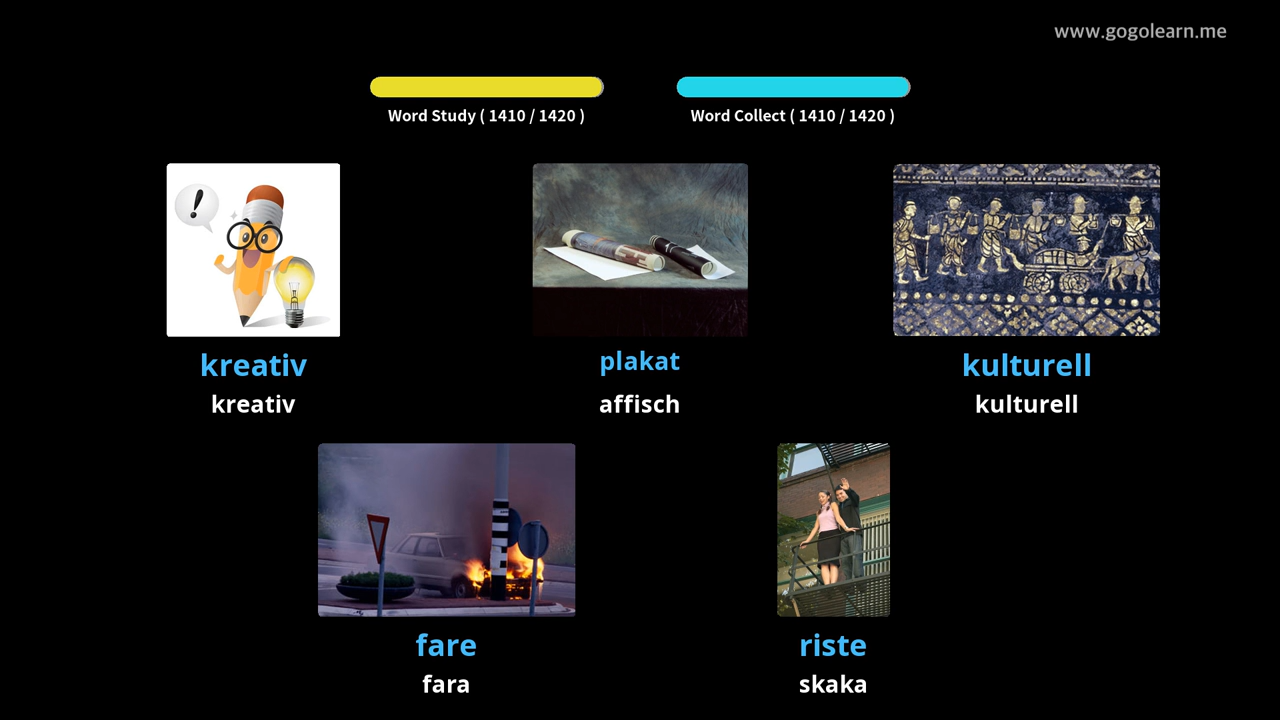 www.gogolearn.me
Word Study ( 1410 / 1420 )
Word Collect ( 1410 / 1420 )
!
kreativ
kreativ
plakat
affisch
kulturell
kulturell
fare
fara
riste
skaka